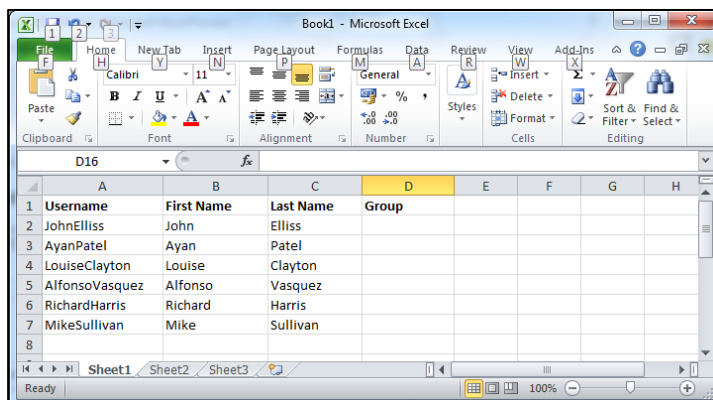 Book1 - Microsoft Excel
1 2 3
File Home New Tab Insert Page Layout Formulas Data Review View Add-Ins
F H Y N P M A R W X
Calibri 11 General Insert Σ
Paste B I U A A % , Styles Delete Sort & Filter Find & Select
A .00 .00 Format
Clipboard Font Alignment Number Cells Editing
D16 fx
A B C D E F G H
1 Username First Name Last Name Group
2 JohnElliss John Elliss
3 AyanPatel Ayan Patel
4 LouiseClayton Louise Clayton
5 AlfonsoVasquez Alfonso Vasquez
6 RichardHarris Richard Harris
7 MikeSullivan Mike Sullivan
8
Sheet1 Sheet2 Sheet3
Ready 100%